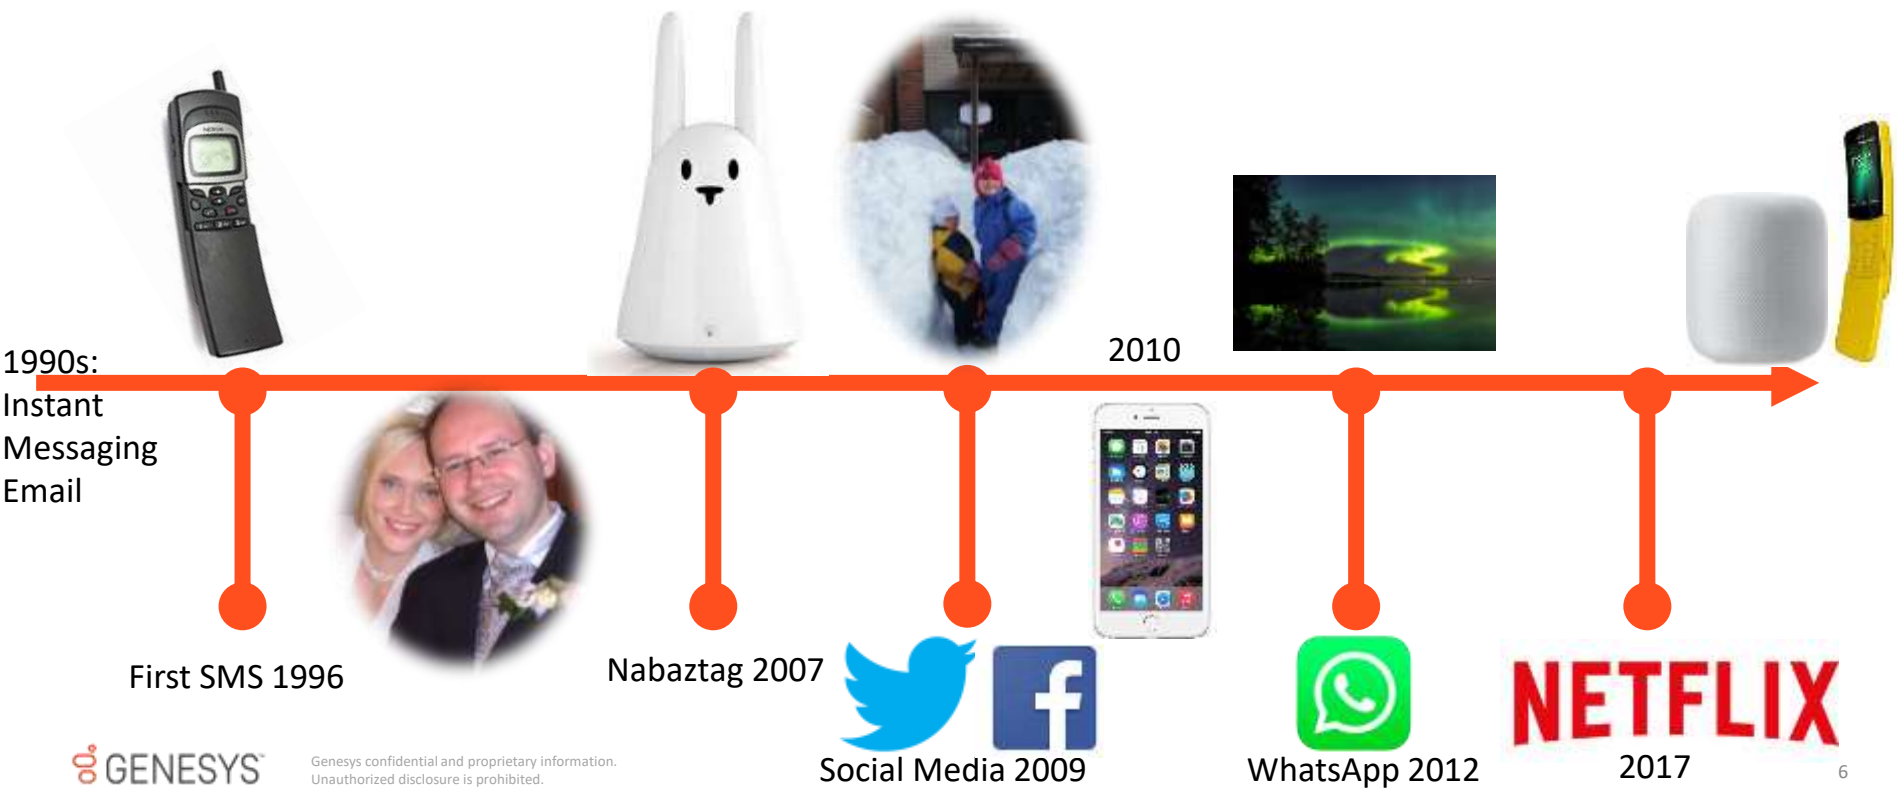 1990s:
Instant
Messaging
Email
2010
First SMS 1996
Nabaztag 2007
Social Media 2009
WhatsApp 2012
NETFLIX
2017
GENESYS™
Genesys confidential and proprietary information.
Unauthorized disclosure is prohibited.
6